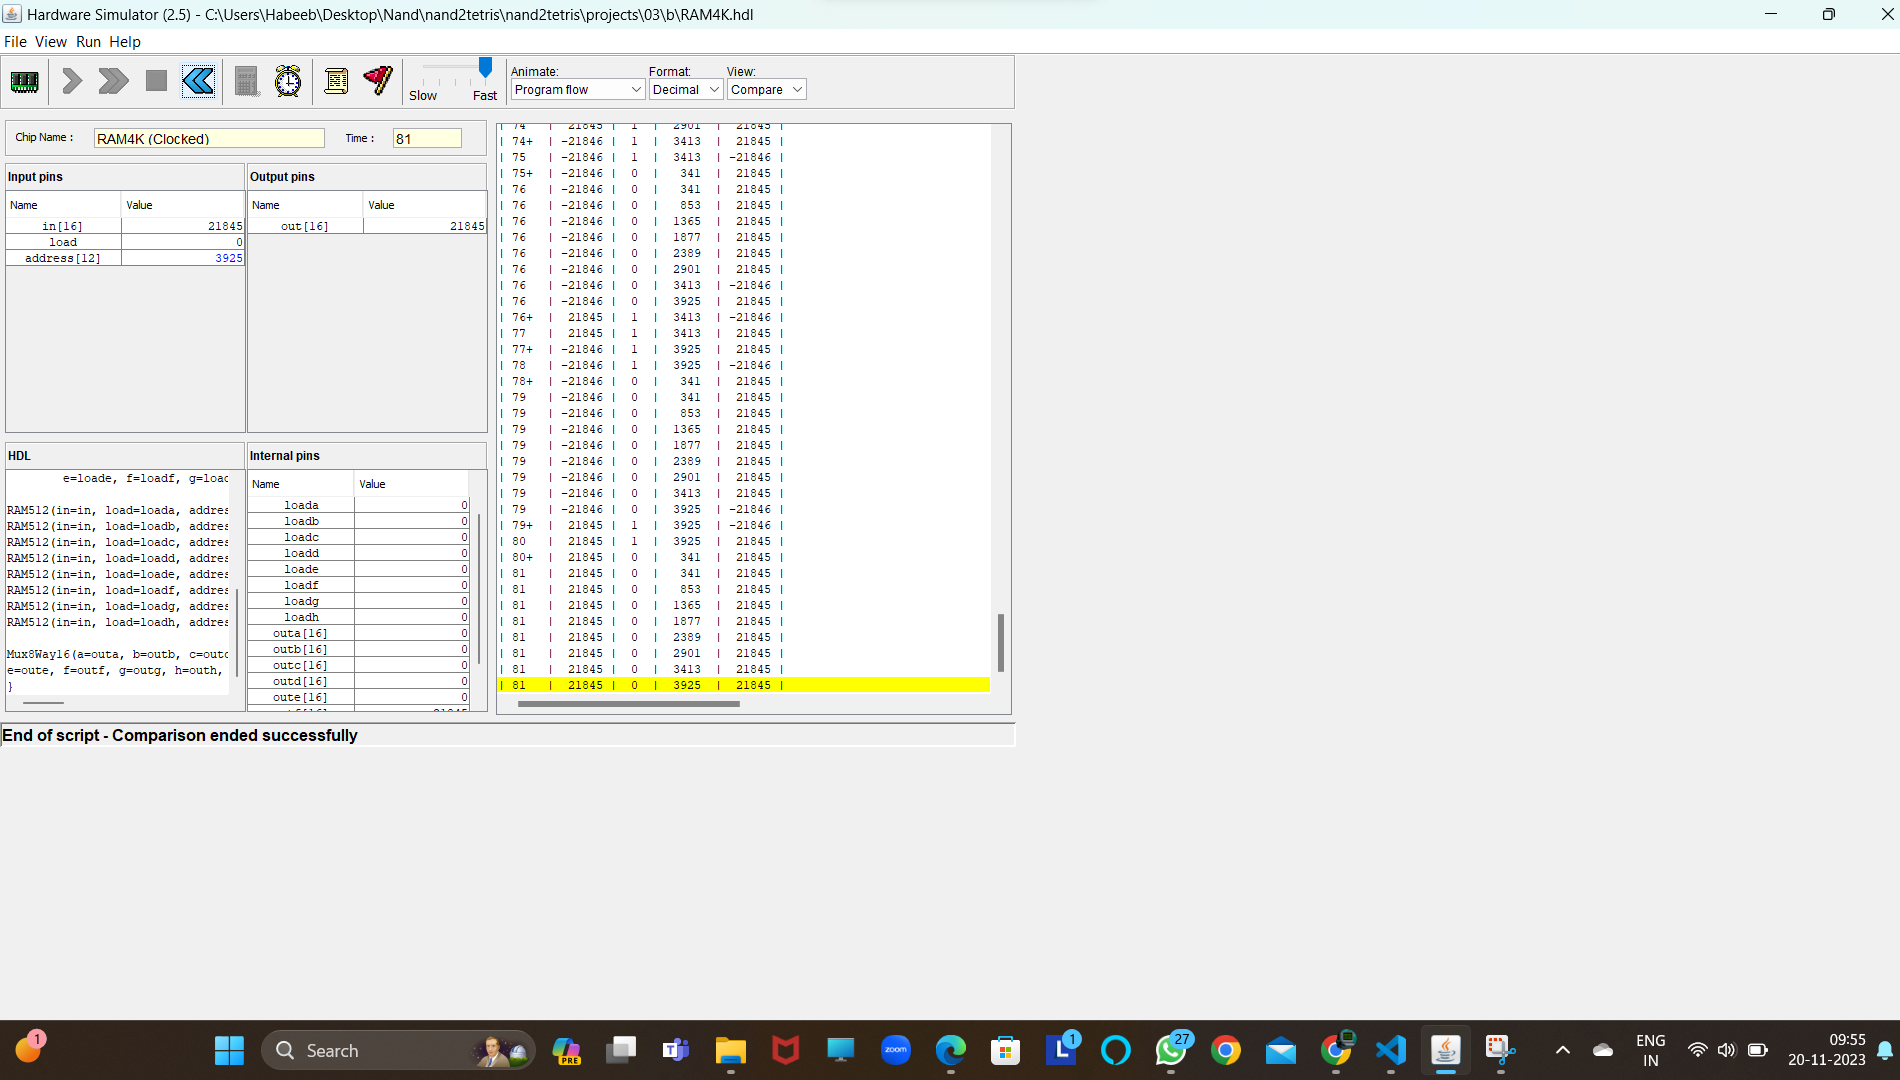 Hardware Simulator (2.5) - C:\Users\Habeeb\Desktop\Nand\nand2tetris\nand2tetris\projects\03\b\RAM4K.hdl
File View Run Help
Slow Fast
Animate: Format: View:
Program flow Decimal Compare
Chip Name : RAM4K (Clocked) Time : 81
Input pins
Name Value
in[16] 21845
load 0
address[12] 3925
Output pins
Name Value
out[16] 21845
HDL
e=loade, f=loadf, g=loac
RAM512(in=in, load=loada, addres
RAM512(in=in, load=loadb, addres
RAM512(in=in, load=loadc, addres
RAM512(in=in, load=loadd, addres
RAM512(in=in, load=loade, addres
RAM512(in=in, load=loadf, addres
RAM512(in=in, load=loadg, addres
RAM512(in=in, load=loadh, addres
Mux8Way16(a=outa, b=outb, c=outc
e=oute, f=outf, g=outg, h=outh,
}
Internal pins
Name Value
loada 0
loadb 0
loadc 0
loadd 0
loade 0
loadf 0
loadg 0
loadh 0
outa[16] 0
outb[16] 0
outc[16] 0
outd[16] 0
oute[16] 0
| 74 | 21845 | 1 | 2901 | 21845 |
| 74+ | -21846 | 1 | 3413 | 21845 |
| 75 | -21846 | 1 | 3413 | -21846 |
| 75+ | -21846 | 0 | 341 | 21845 |
| 76 | -21846 | 0 | 341 | 21845 |
| 76 | -21846 | 0 | 853 | 21845 |
| 76 | -21846 | 0 | 1365 | 21845 |
| 76 | -21846 | 0 | 1877 | 21845 |
| 76 | -21846 | 0 | 2389 | 21845 |
| 76 | -21846 | 0 | 2901 | 21845 |
| 76 | -21846 | 0 | 3413 | -21846 |
| 76 | -21846 | 0 | 3925 | 21845 |
| 76+ | 21845 | 1 | 3413 | -21846 |
| 77 | 21845 | 1 | 3413 | 21845 |
| 77+ | -21846 | 1 | 3925 | 21845 |
| 78 | -21846 | 1 | 3925 | -21846 |
| 78+ | -21846 | 0 | 341 | 21845 |
| 79 | -21846 | 0 | 341 | 21845 |
| 79 | -21846 | 0 | 853 | 21845 |
| 79 | -21846 | 0 | 1365 | 21845 |
| 79 | -21846 | 0 | 1877 | 21845 |
| 79 | -21846 | 0 | 2389 | 21845 |
| 79 | -21846 | 0 | 2901 | 21845 |
| 79 | -21846 | 0 | 3413 | 21845 |
| 79 | -21846 | 0 | 3925 | -21846 |
| 79+ | 21845 | 1 | 3925 | -21846 |
| 80 | 21845 | 1 | 3925 | 21845 |
| 80+ | 21845 | 0 | 341 | 21845 |
| 81 | 21845 | 0 | 341 | 21845 |
| 81 | 21845 | 0 | 853 | 21845 |
| 81 | 21845 | 0 | 1365 | 21845 |
| 81 | 21845 | 0 | 1877 | 21845 |
| 81 | 21845 | 0 | 2389 | 21845 |
| 81 | 21845 | 0 | 2901 | 21845 |
| 81 | 21845 | 0 | 3413 | 21845 |
| 81 | 21845 | 0 | 3925 | 21845 |
End of script - Comparison ended successfully
1
Search
PRE
zoom
L 1
27
ENG
IN
09:55
20-11-2023